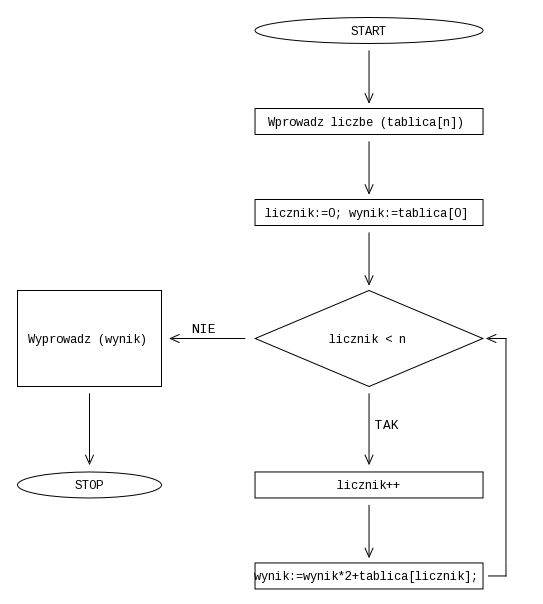 START
Wprowadz liczbe (tablica[n])
licznik:=0; wynik:=tablica[0]
licznik < n
NIE
Wyprowadz (wynik)
TAK
STOP
licznik++
wynik:=wynik*2+tablica[licznik];